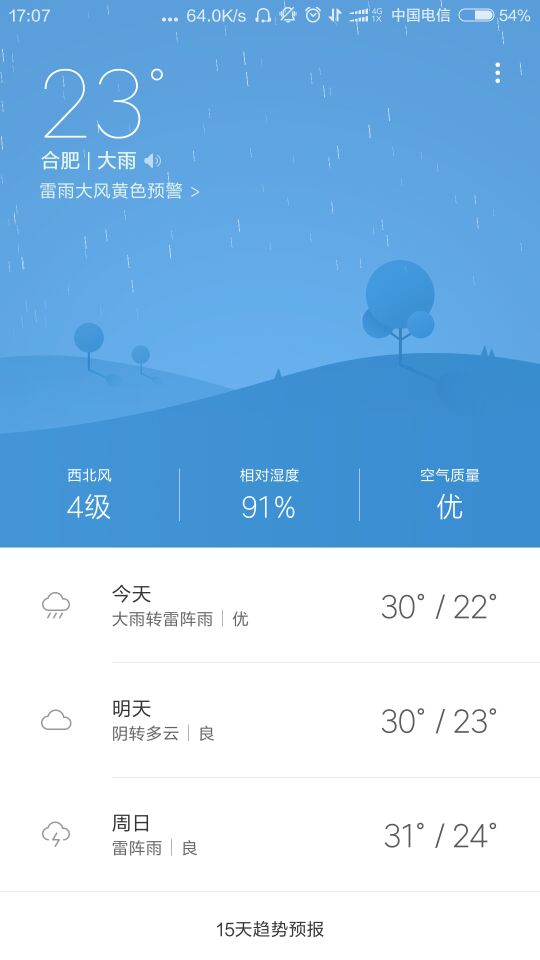 17:07 ... 64.0K/s 4G 1X 中国电信 54%
23°
合肥 | 大雨
雷雨大风黄色预警 >
西北风 相对湿度 空气质量
4级 91% 优
今天
大雨转雷阵雨 | 优
30° / 22°
明天
阴转多云 | 良
30° / 23°
周日
雷阵雨 | 良
31° / 24°
15天趋势预报